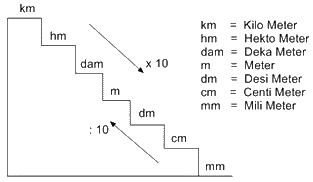 km
hm
dam
m
dm
cm
mm
x 10
: 10
km = Kilo Meter
hm = Hekto Meter
dam = Deka Meter
m = Meter
dm = Desi Meter
cm = Centi Meter
mm = Mili Meter